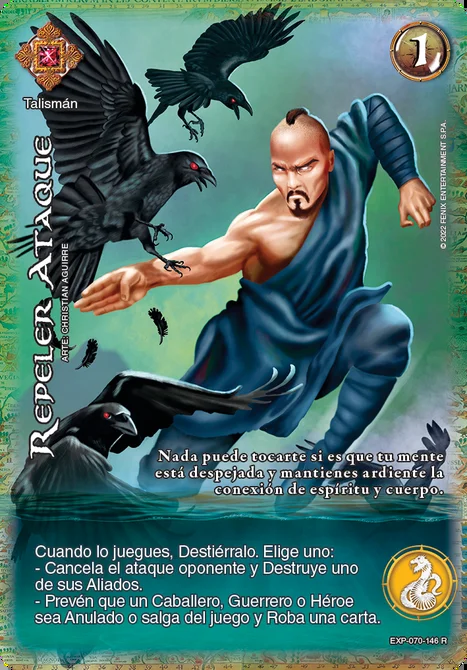 1
Talismán
REPELER ATAQUE
ARTE: CHRISTIAN AGUIRRE
© 2022 FENIX ENTERTAINMENT S.P.A.
Nada puede tocarte si es que tu mente
está despejada y mantienes ardiente la
conexión de espíritu y cuerpo.
Cuando lo juegues, Destiérralo. Elige uno:
- Cancela el ataque oponente y Destruye uno
de sus Aliados.
- Prevén que un Caballero, Guerrero o Héroe
sea Anulado o salga del juego y Roba una carta.
EXP-070-146 R